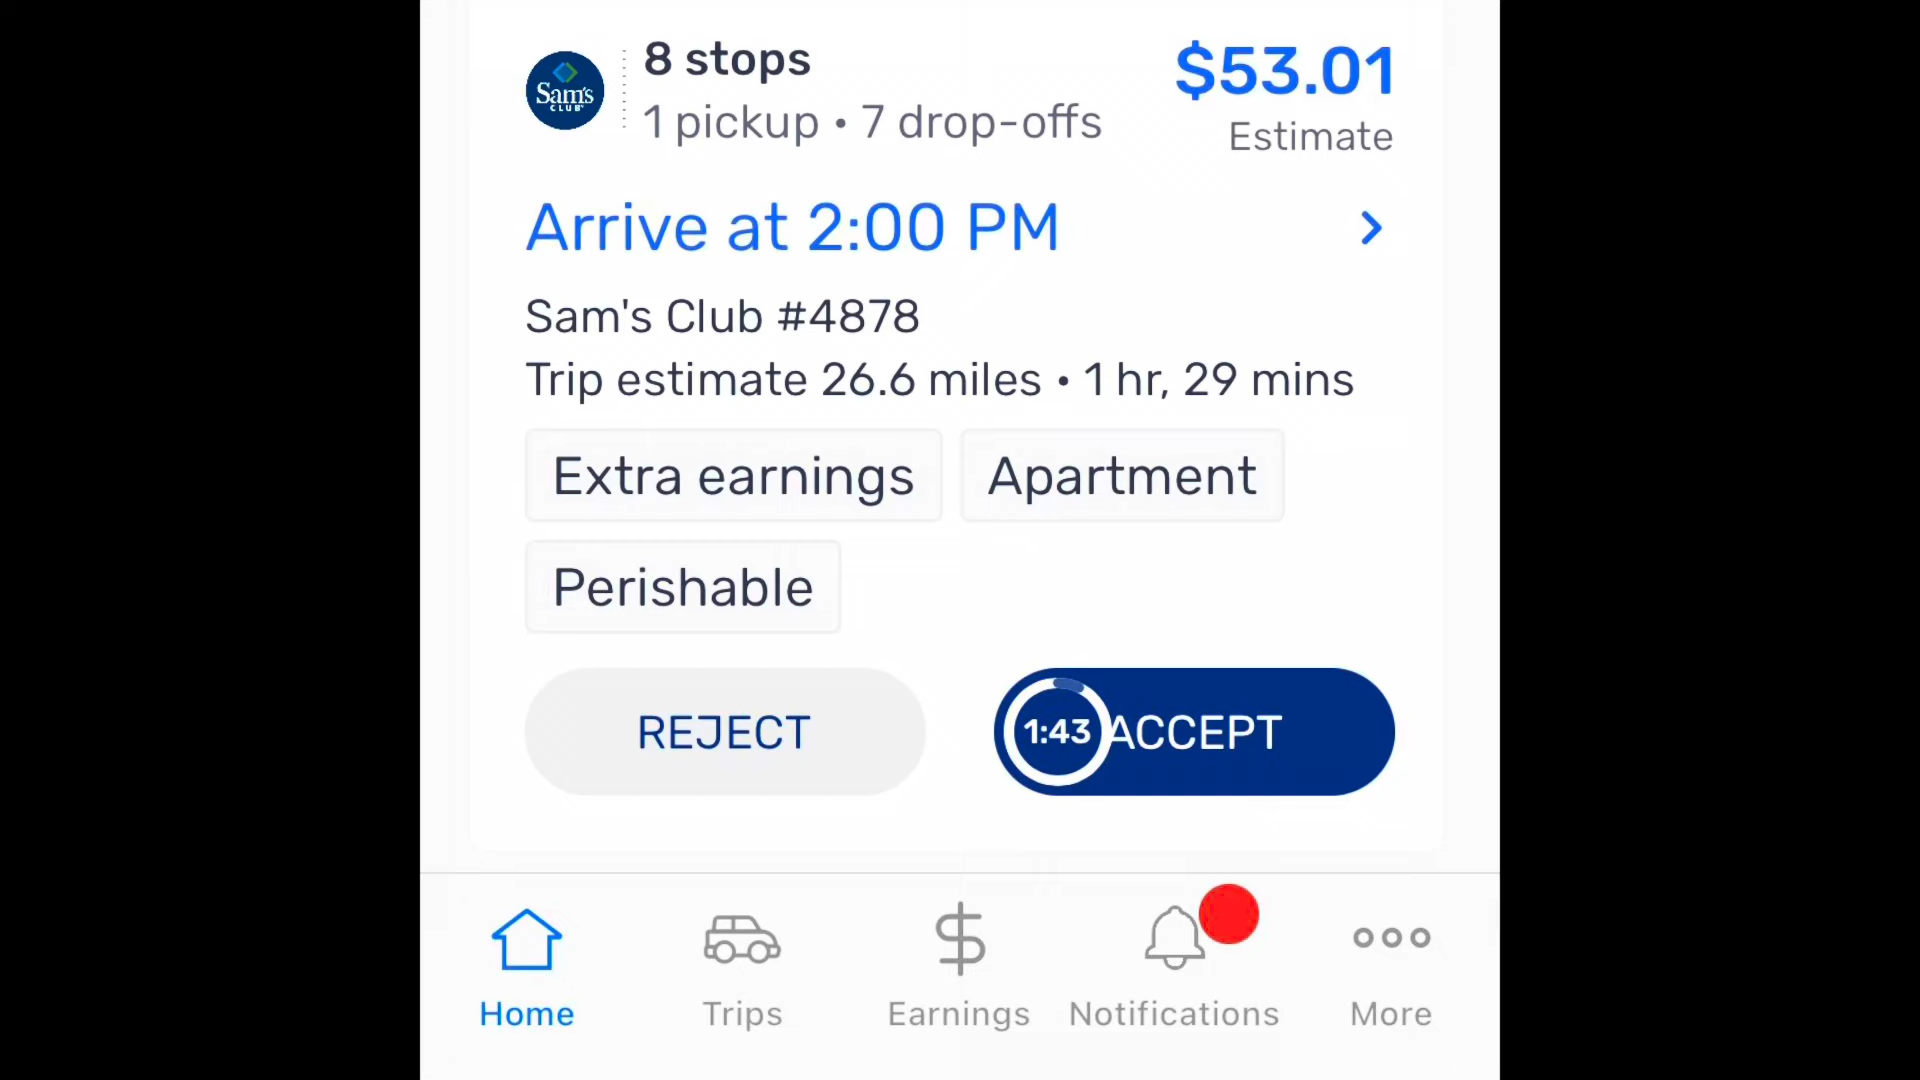 Sam's
CLUB
8 stops
1 pickup • 7 drop-offs
$53.01
Estimate
Arrive at 2:00 PM
Sam's Club #4878
Trip estimate 26.6 miles • 1 hr, 29 mins
Extra earnings
Apartment
Perishable
REJECT
1:43
ACCEPT
Home
Trips
Earnings
Notifications
More